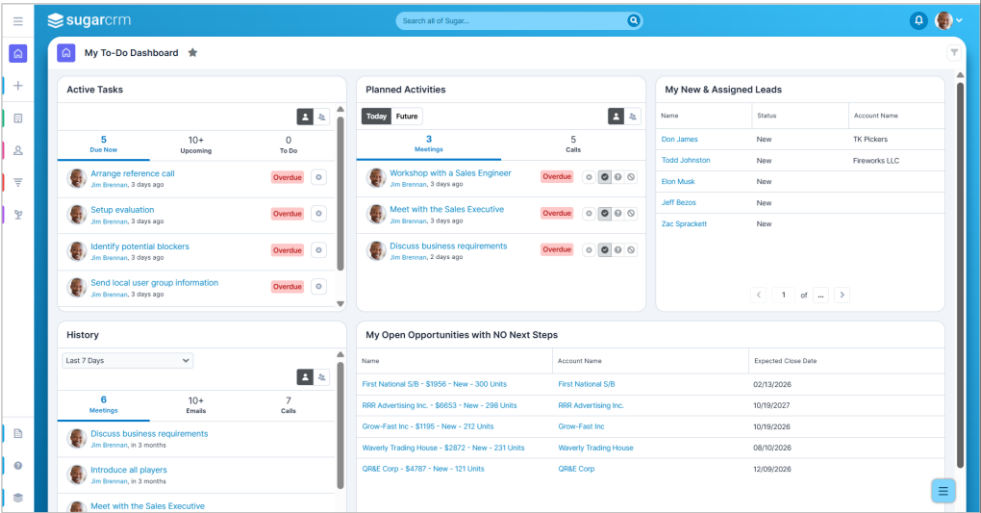 sugarcrm
Search all of Sugar...
My To-Do Dashboard
Active Tasks
5 10+ 0
Due Now Upcoming To Do
Arrange reference call
Jim Brennan, 3 days ago
Overdue
Setup evaluation
Jim Brennan, 3 days ago
Overdue
Identify potential blockers
Jim Brennan, 3 days ago
Overdue
Send local user group information
Jim Brennan, 3 days ago
Overdue
Planned Activities
Today Future
3 5
Meetings Calls
Workshop with a Sales Engineer
Jim Brennan, 3 days ago
Overdue
Meet with the Sales Executive
Jim Brennan, 3 days ago
Overdue
Discuss business requirements
Jim Brennan, 2 days ago
Overdue
My New & Assigned Leads
Name Status Account Name
Don James New TK Pickers
Todd Johnston New Fireworks LLC
Elon Musk New
Jeff Bezos New
Zac Sprackett New
1 of ...
History
Last 7 Days
6 10+ 7
Meetings Emails Calls
Discuss business requirements
Jim Brennan, in 3 months
Introduce all players
Jim Brennan, in 3 months
Meet with the Sales Executive
My Open Opportunities with NO Next Steps
Name Account Name Expected Close Date
First National S/B - $1956 - New - 300 Units First National S/B 02/13/2026
RRR Advertising Inc. - $6653 - New - 298 Units RRR Advertising Inc. 10/19/2027
Grow-Fast Inc - $1195 - New - 212 Units Grow-Fast Inc 10/19/2026
Waverly Trading House - $2872 - New - 231 Units Waverly Trading House 08/10/2026
QR&E Corp - $4787 - New - 121 Units QR&E Corp 12/09/2026